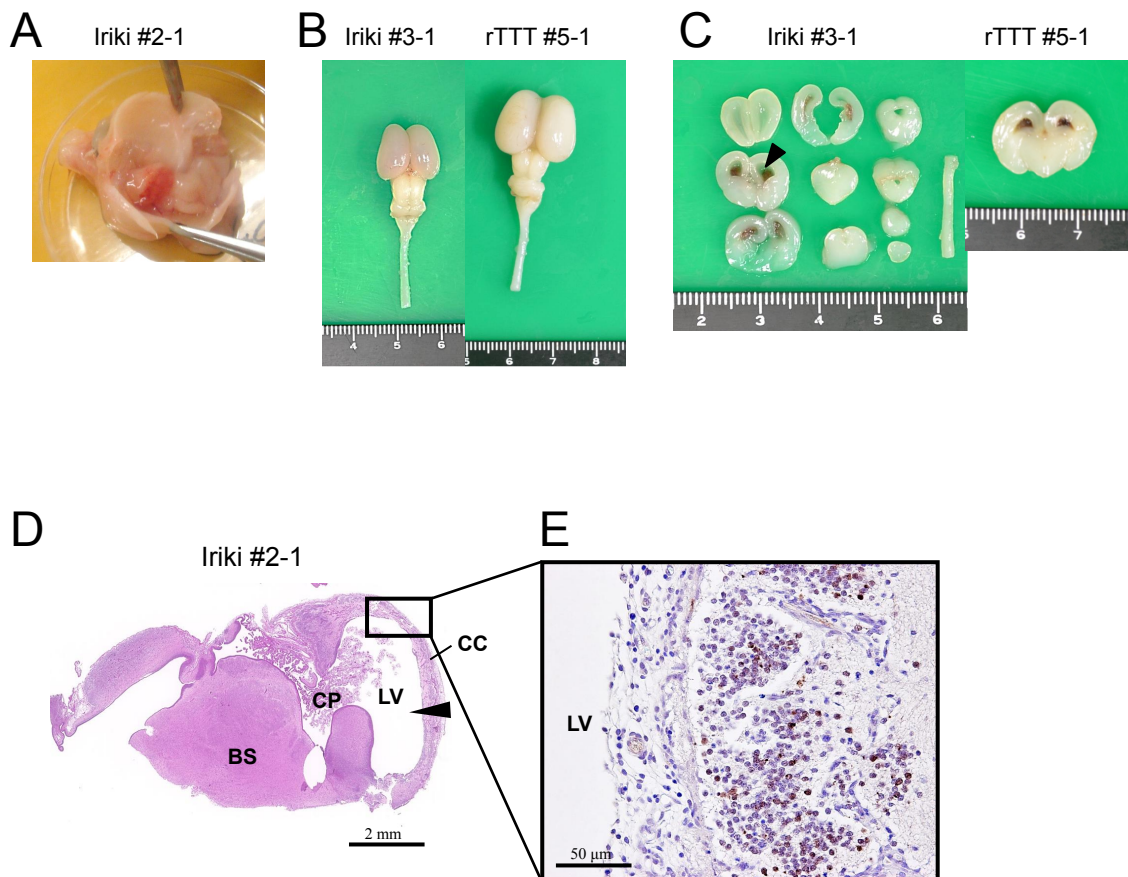 A
Iriki #2-1
B
Iriki #3-1
rTTT #5-1
4 5 6
5 6 7 8
C
Iriki #3-1
rTTT #5-1
2 3 4 5 6
6 7
D
Iriki #2-1
CC
CP
LV
BS
2 mm
E
LV
50 μm